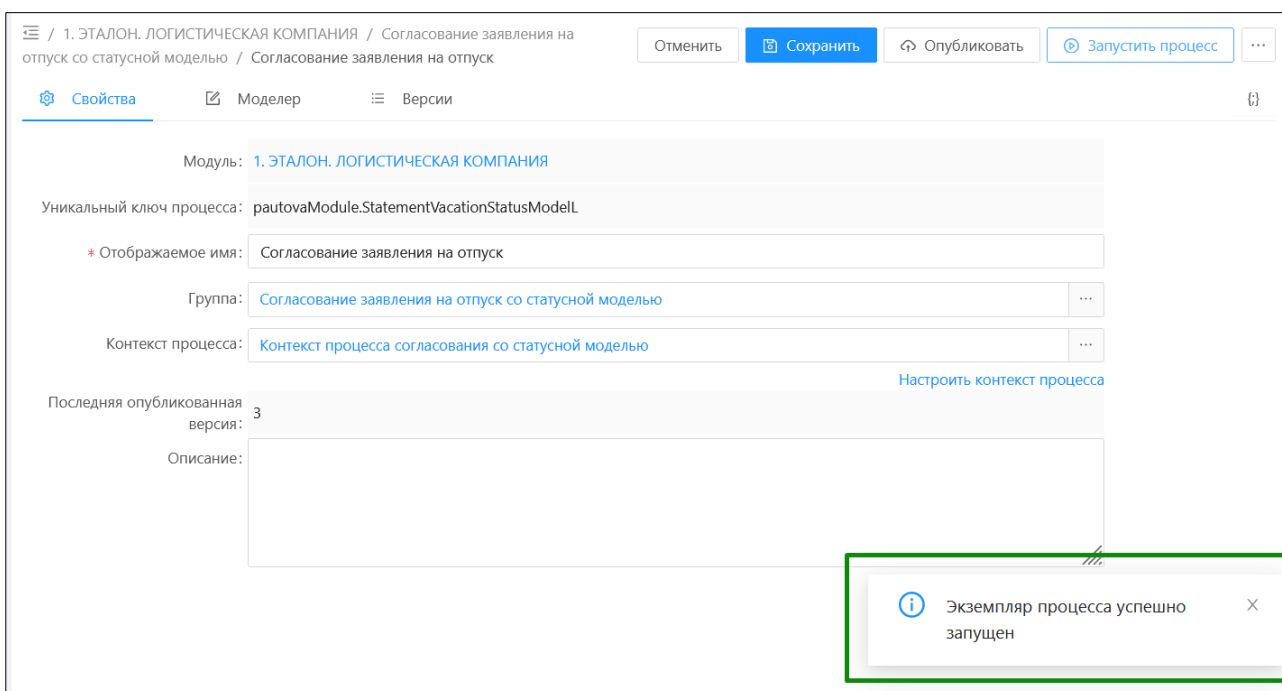 / 1. ЭТАЛОН. ЛОГИСТИЧЕСКАЯ КОМПАНИЯ / Согласование заявления на
отпуск со статусной моделью / Согласование заявления на отпуск
Отменить Сохранить Опубликовать Запустить процесс ...
Свойства Моделер Версии {;}
Модуль: 1. ЭТАЛОН. ЛОГИСТИЧЕСКАЯ КОМПАНИЯ
Уникальный ключ процесса: pautovaModule.StatementVacationStatusModelL
* Отображаемое имя: Согласование заявления на отпуск
Группа: Согласование заявления на отпуск со статусной моделью ...
Контекст процесса: Контекст процесса согласования со статусной моделью ...
Настроить контекст процесса
Последняя опубликованная
версия: 3
Описание:
Экземпляр процесса успешно
запущен